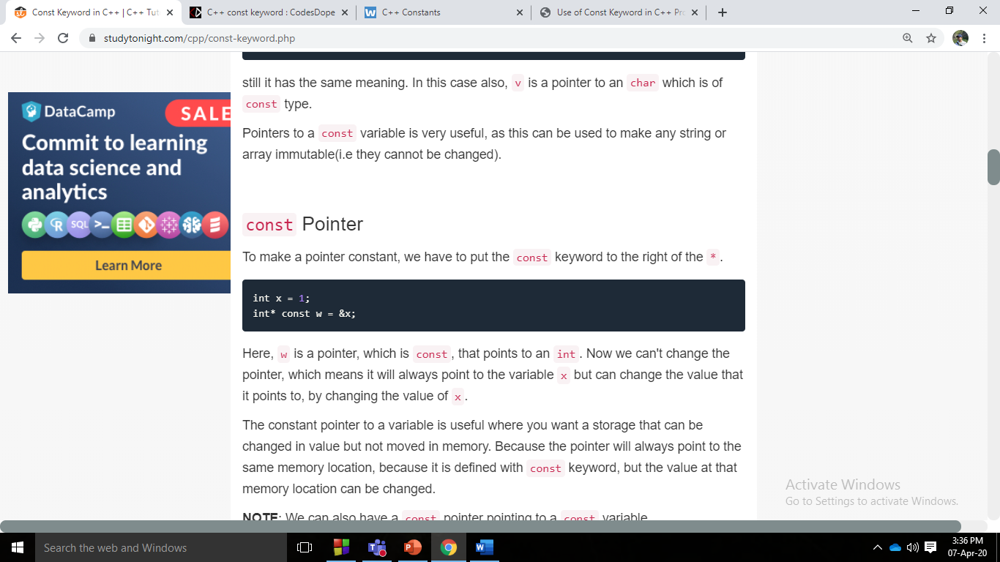 Const Keyword in C++ | C++ Tut
C++ const keyword : CodesDope
C++ Constants
Use of Const Keyword in C++ Pro
studytonight.com/cpp/const-keyword.php
DataCamp
SALE
Commit to learning
data science and
analytics
R SQL >_
Learn More
still it has the same meaning. In this case also, v is a pointer to an char which is of
const type.
Pointers to a const variable is very useful, as this can be used to make any string or
array immutable(i.e they cannot be changed).
const Pointer
To make a pointer constant, we have to put the const keyword to the right of the * .
int x = 1;
int* const w = &x;
Here, w is a pointer, which is const , that points to an int . Now we can't change the
pointer, which means it will always point to the variable x but can change the value that
it points to, by changing the value of x .
The constant pointer to a variable is useful where you want a storage that can be
changed in value but not moved in memory. Because the pointer will always point to the
same memory location, because it is defined with const keyword, but the value at that
memory location can be changed.
NOTE: We can also have a const pointer pointing to a const variable
Activate Windows
Go to Settings to activate Windows.
Search the web and Windows
3:36 PM
07-Apr-20